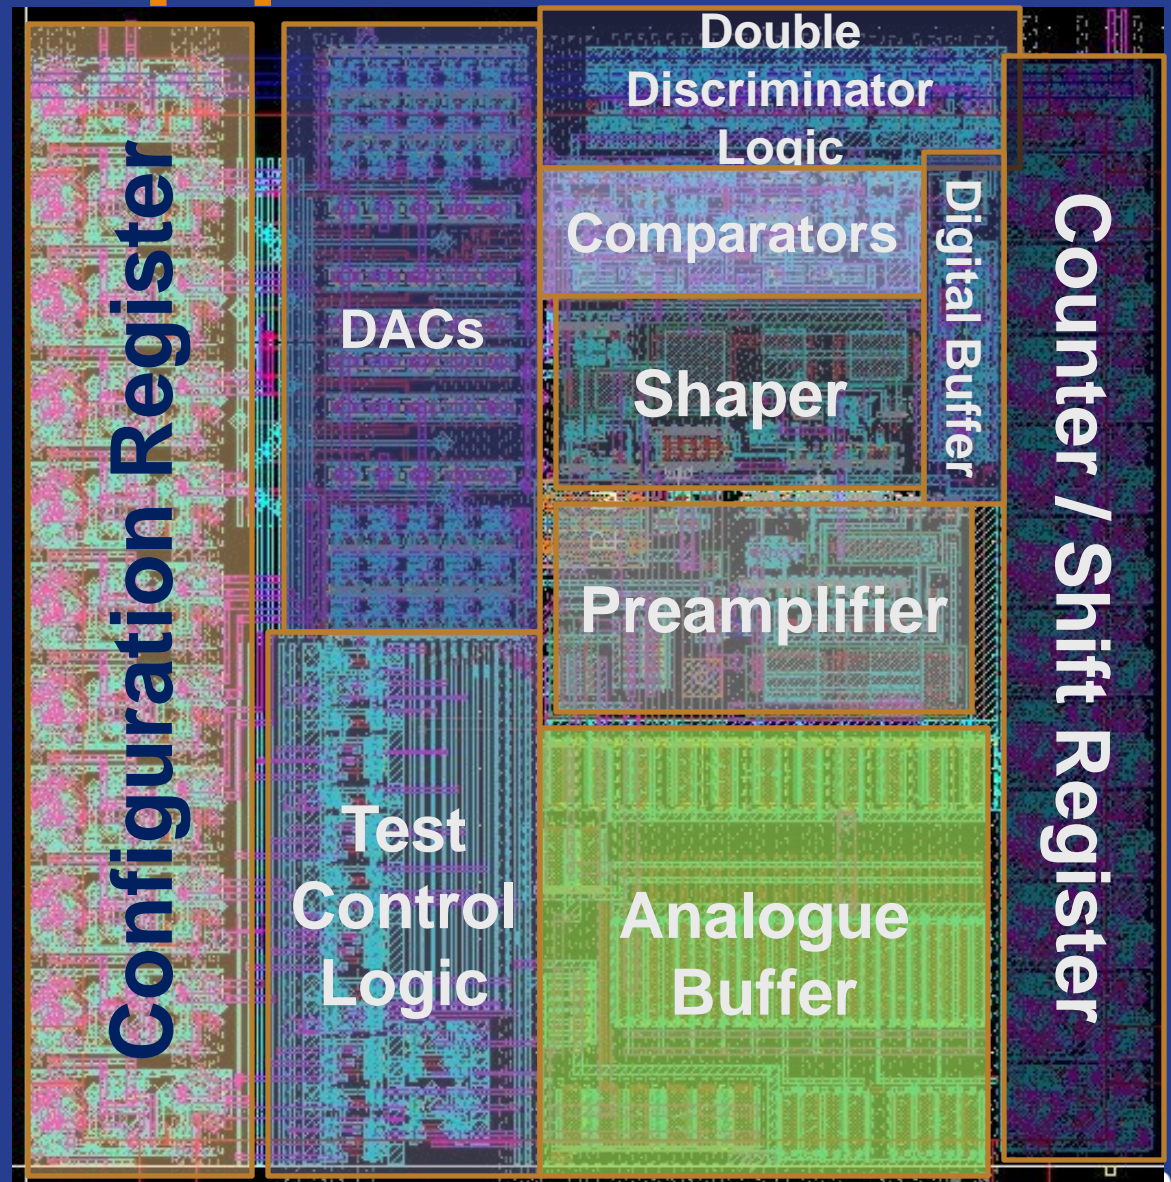 Configuration Register
DACs
Test
Control
Logic
Double
Discriminator
Logic
Comparators
Shaper
Digital Buffer
Preamplifier
Analogue
Buffer
Counter / Shift Register